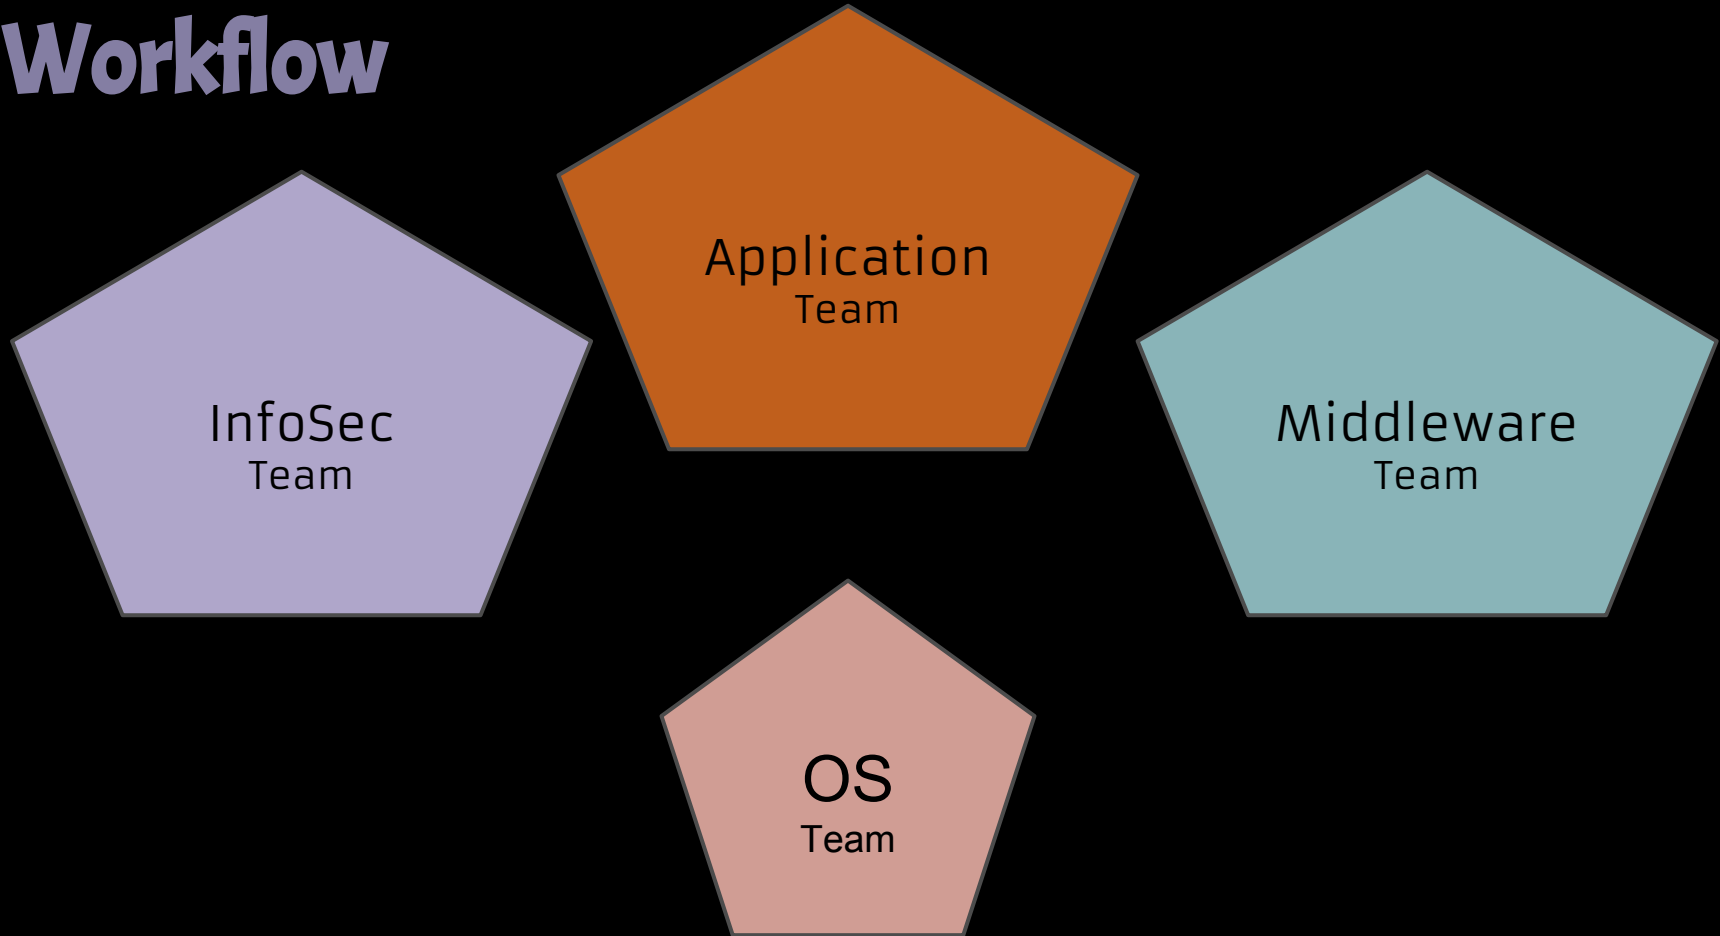 Workflow
Application
Team
InfoSec
Team
Middleware
Team
OS
Team